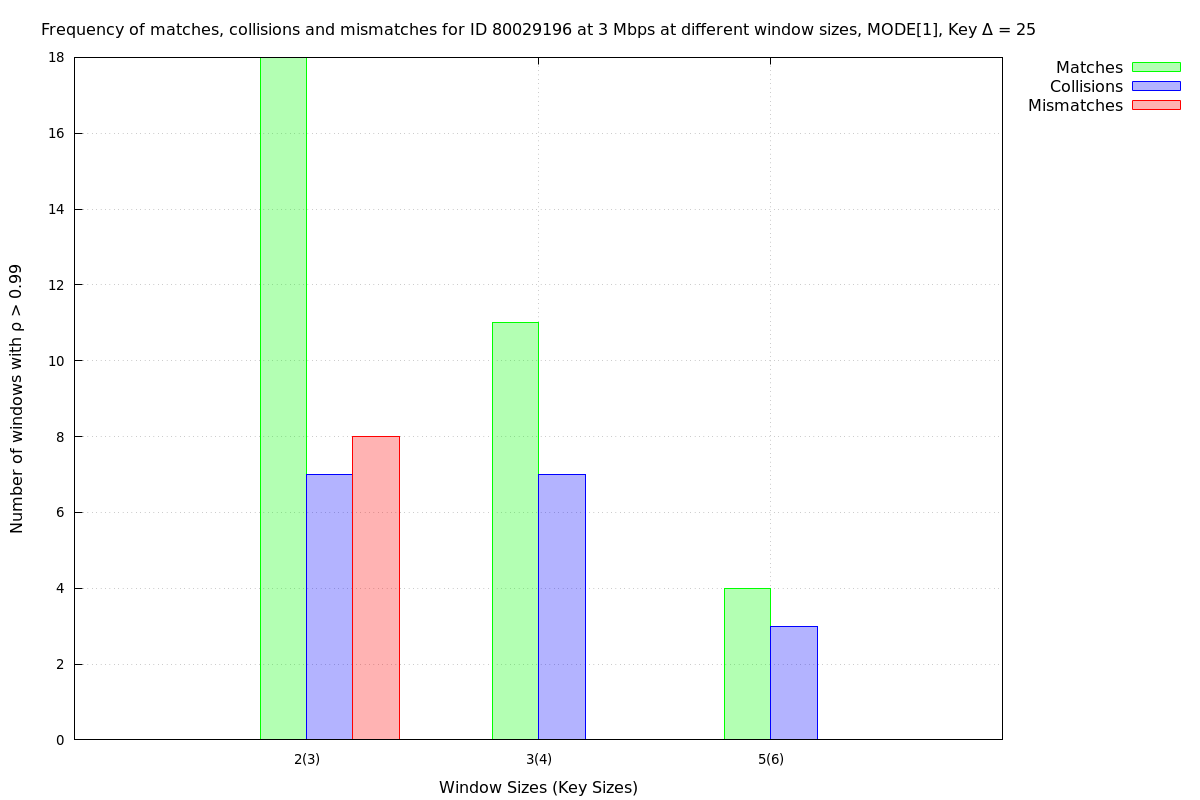 Frequency of matches, collisions and mismatches for ID 80029196 at 3 Mbps at different window sizes, MODE[1], Key Δ = 25
Matches
Collisions
Mismatches
18
16
14
12
10
8
6
4
2
0
Number of windows with ρ > 0.99
2(3)
3(4)
5(6)
Window Sizes (Key Sizes)